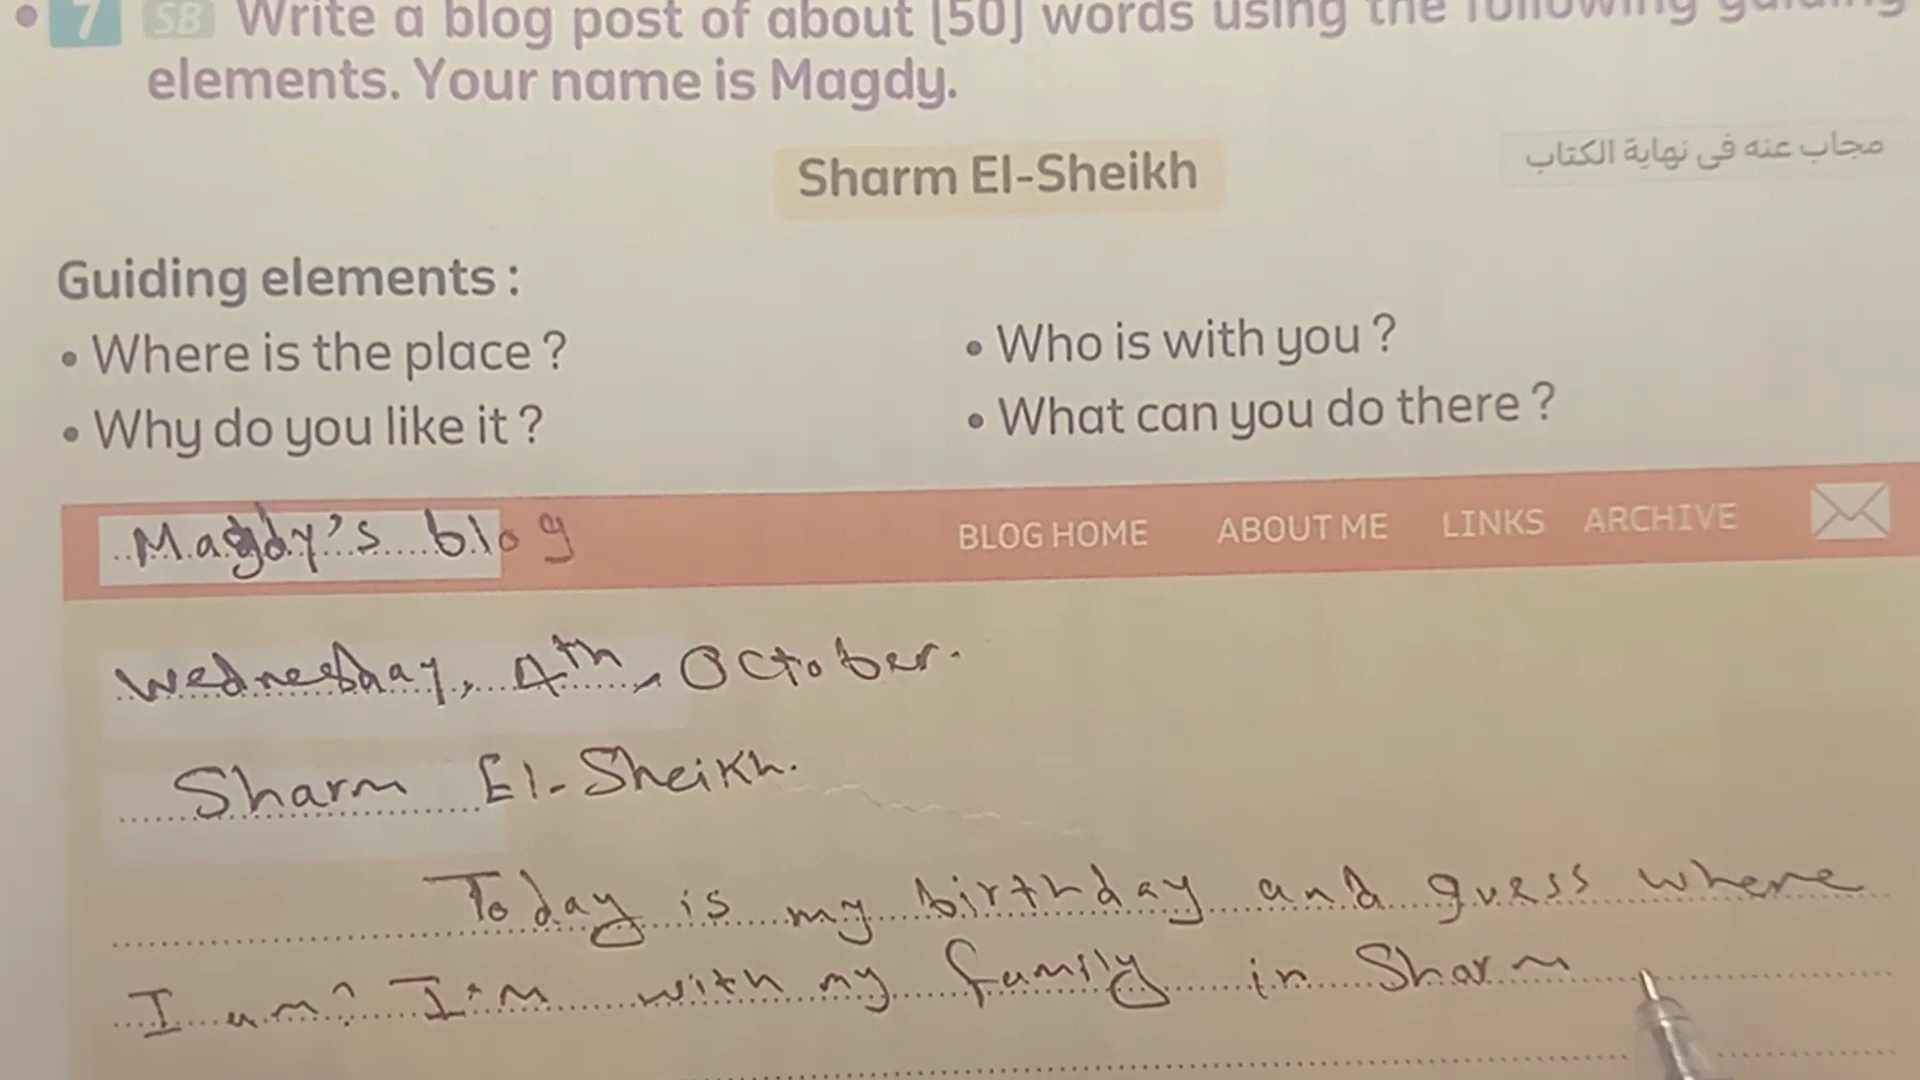 7 SB Write a blog post of about [50] words using the following guiding
elements. Your name is Magdy.
Sharm El-Sheikh
مجاب عنه فى نهاية الكتاب
Guiding elements :
• Where is the place ?
• Who is with you ?
• Why do you like it ?
• What can you do there ?
Magdy's blog
BLOG HOME ABOUT ME LINKS ARCHIVE
Wednesday, 4th, October.
Sharm El-Sheikh.
Today is my birthday and guess where
I am? I'm with my family in Sharm